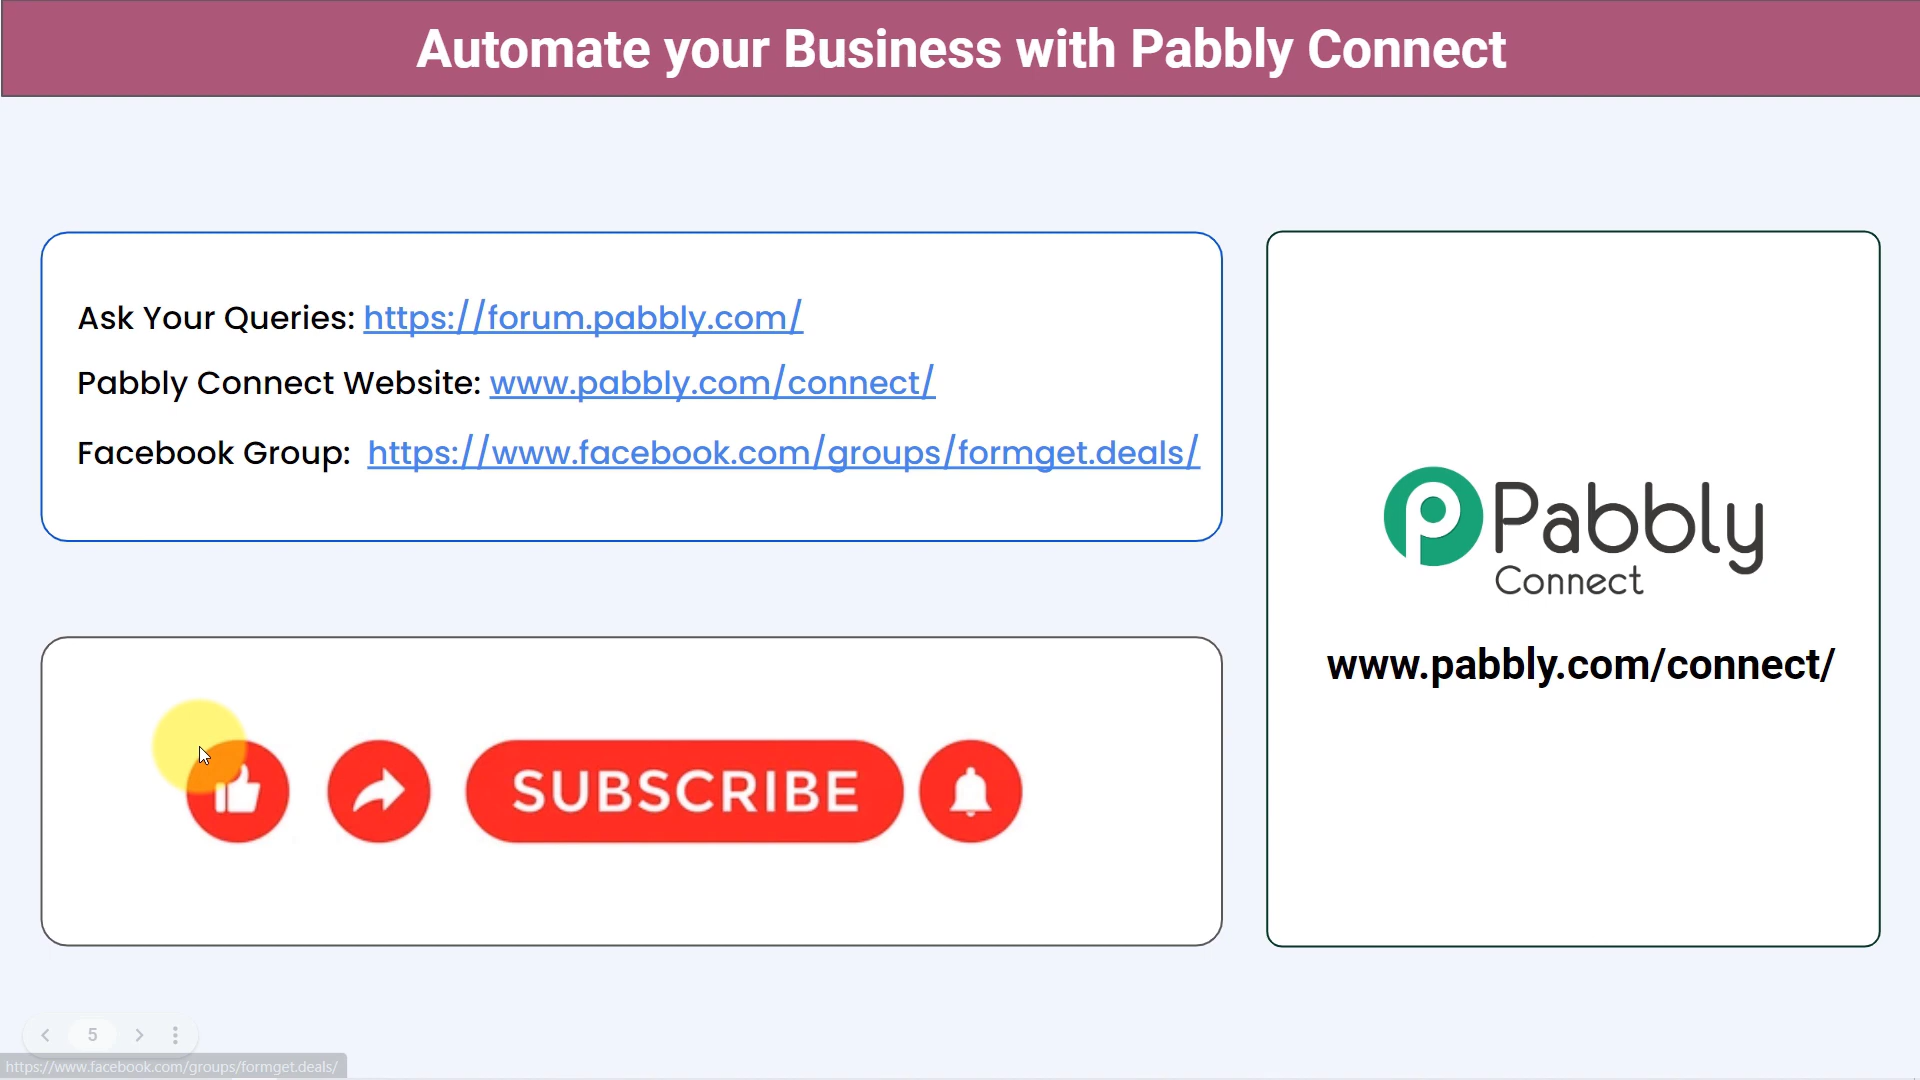 Automate your Business with Pabbly Connect
Ask Your Queries: https://forum.pabbly.com/
Pabbly Connect Website: www.pabbly.com/connect/
Facebook Group: https://www.facebook.com/groups/formget.deals/
SUBSCRIBE
Pabbly
Connect
www.pabbly.com/connect/
5
https://www.facebook.com/groups/formget.deals/